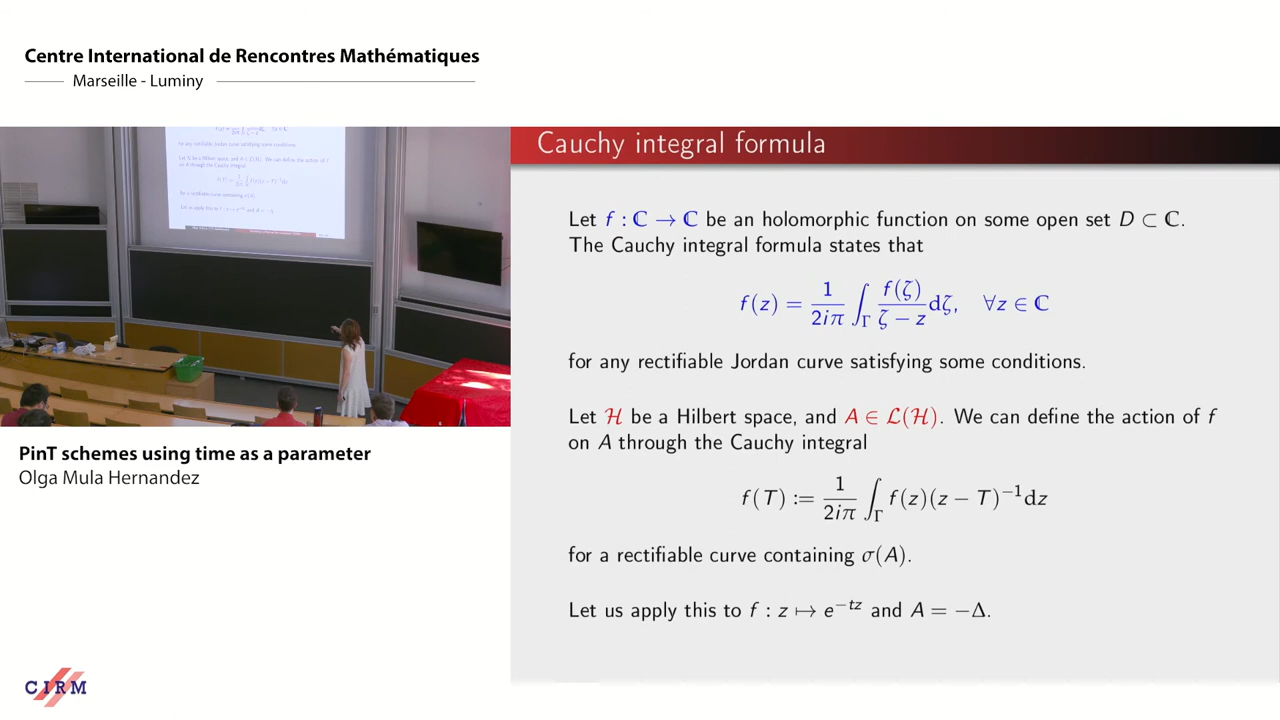 Centre International de Rencontres Mathématiques
Marseille - Luminy
Cauchy integral formula
Let f : ℂ → ℂ be an holomorphic function on some open set D ⊂ ℂ.
The Cauchy integral formula states that
f(z) = 1/2iπ ∫_Γ f(ζ)/ζ − z dζ, ∀z ∈ ℂ
for any rectifiable Jordan curve satisfying some conditions.
Let ℋ be a Hilbert space, and A ∈ ℒ(ℋ). We can define the action of f
on A through the Cauchy integral
f(T) := 1/2iπ ∫_Γ f(z)(z − T)⁻¹dz
for a rectifiable curve containing σ(A).
Let us apply this to f : z ↦ e^{−tz} and A = −Δ.
PinT schemes using time as a parameter
Olga Mula Hernandez
CIRM